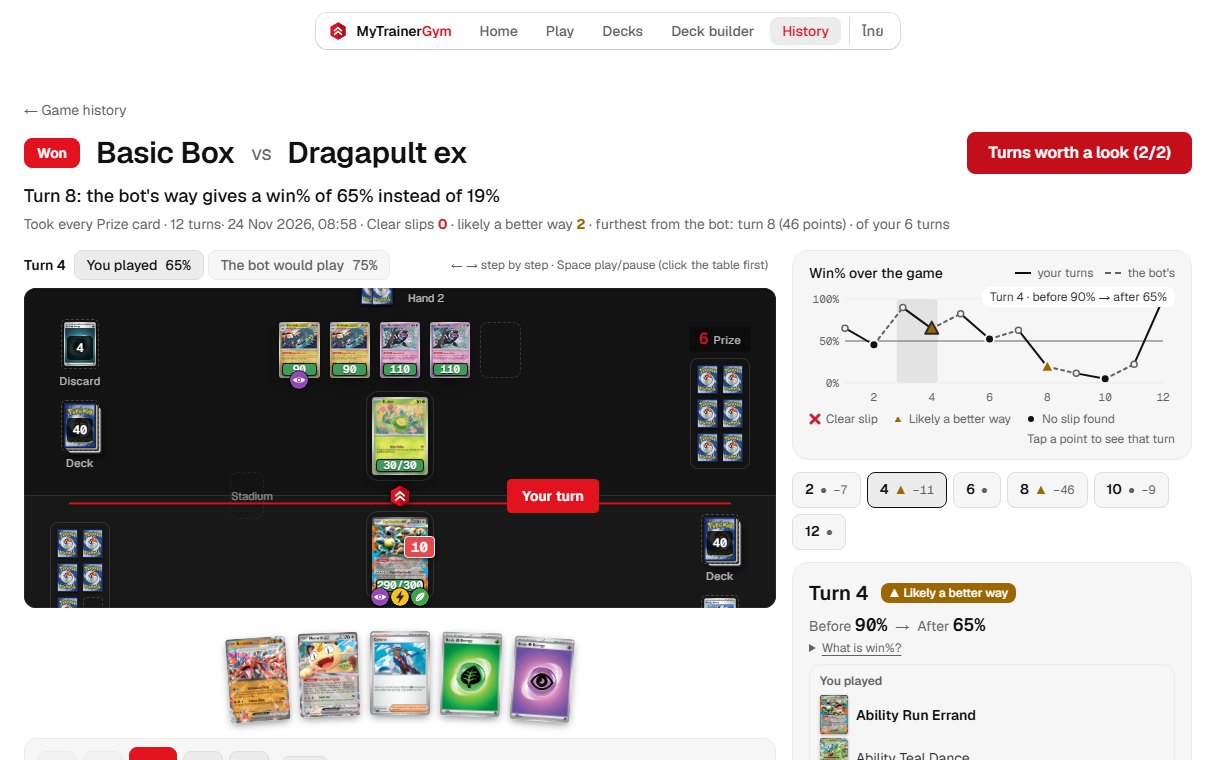 MyTrainerGym Home Play Decks Deck builder History ไทย
← Game history
Won Basic Box vs Dragapult ex
Turns worth a look (2/2)
Turn 8: the bot's way gives a win% of 65% instead of 19%
Took every Prize card · 12 turns· 24 Nov 2026, 08:58 · Clear slips 0 · likely a better way 2 · furthest from the bot: turn 8 (46 points) · of your 6 turns
Turn 4 You played 65% The bot would play 75% ← → step by step · Space play/pause (click the table first)
Hand 2
4
Discard
40
Deck
90
90
110
110
6 Prize
30/30
Stadium
Your turn
10
290/300
40
Deck
Win% over the game your turns the bot's
Turn 4 · before 90% → after 65%
100%
50%
0%
2 4 6 8 10 12
Clear slip Likely a better way No slip found
Tap a point to see that turn
2 −7
4 −11
6
8 −46
10 −9
12
Turn 4 Likely a better way
Before 90% → After 65%
What is win%?
You played
Ability Run Errand
Ability Teal Dance